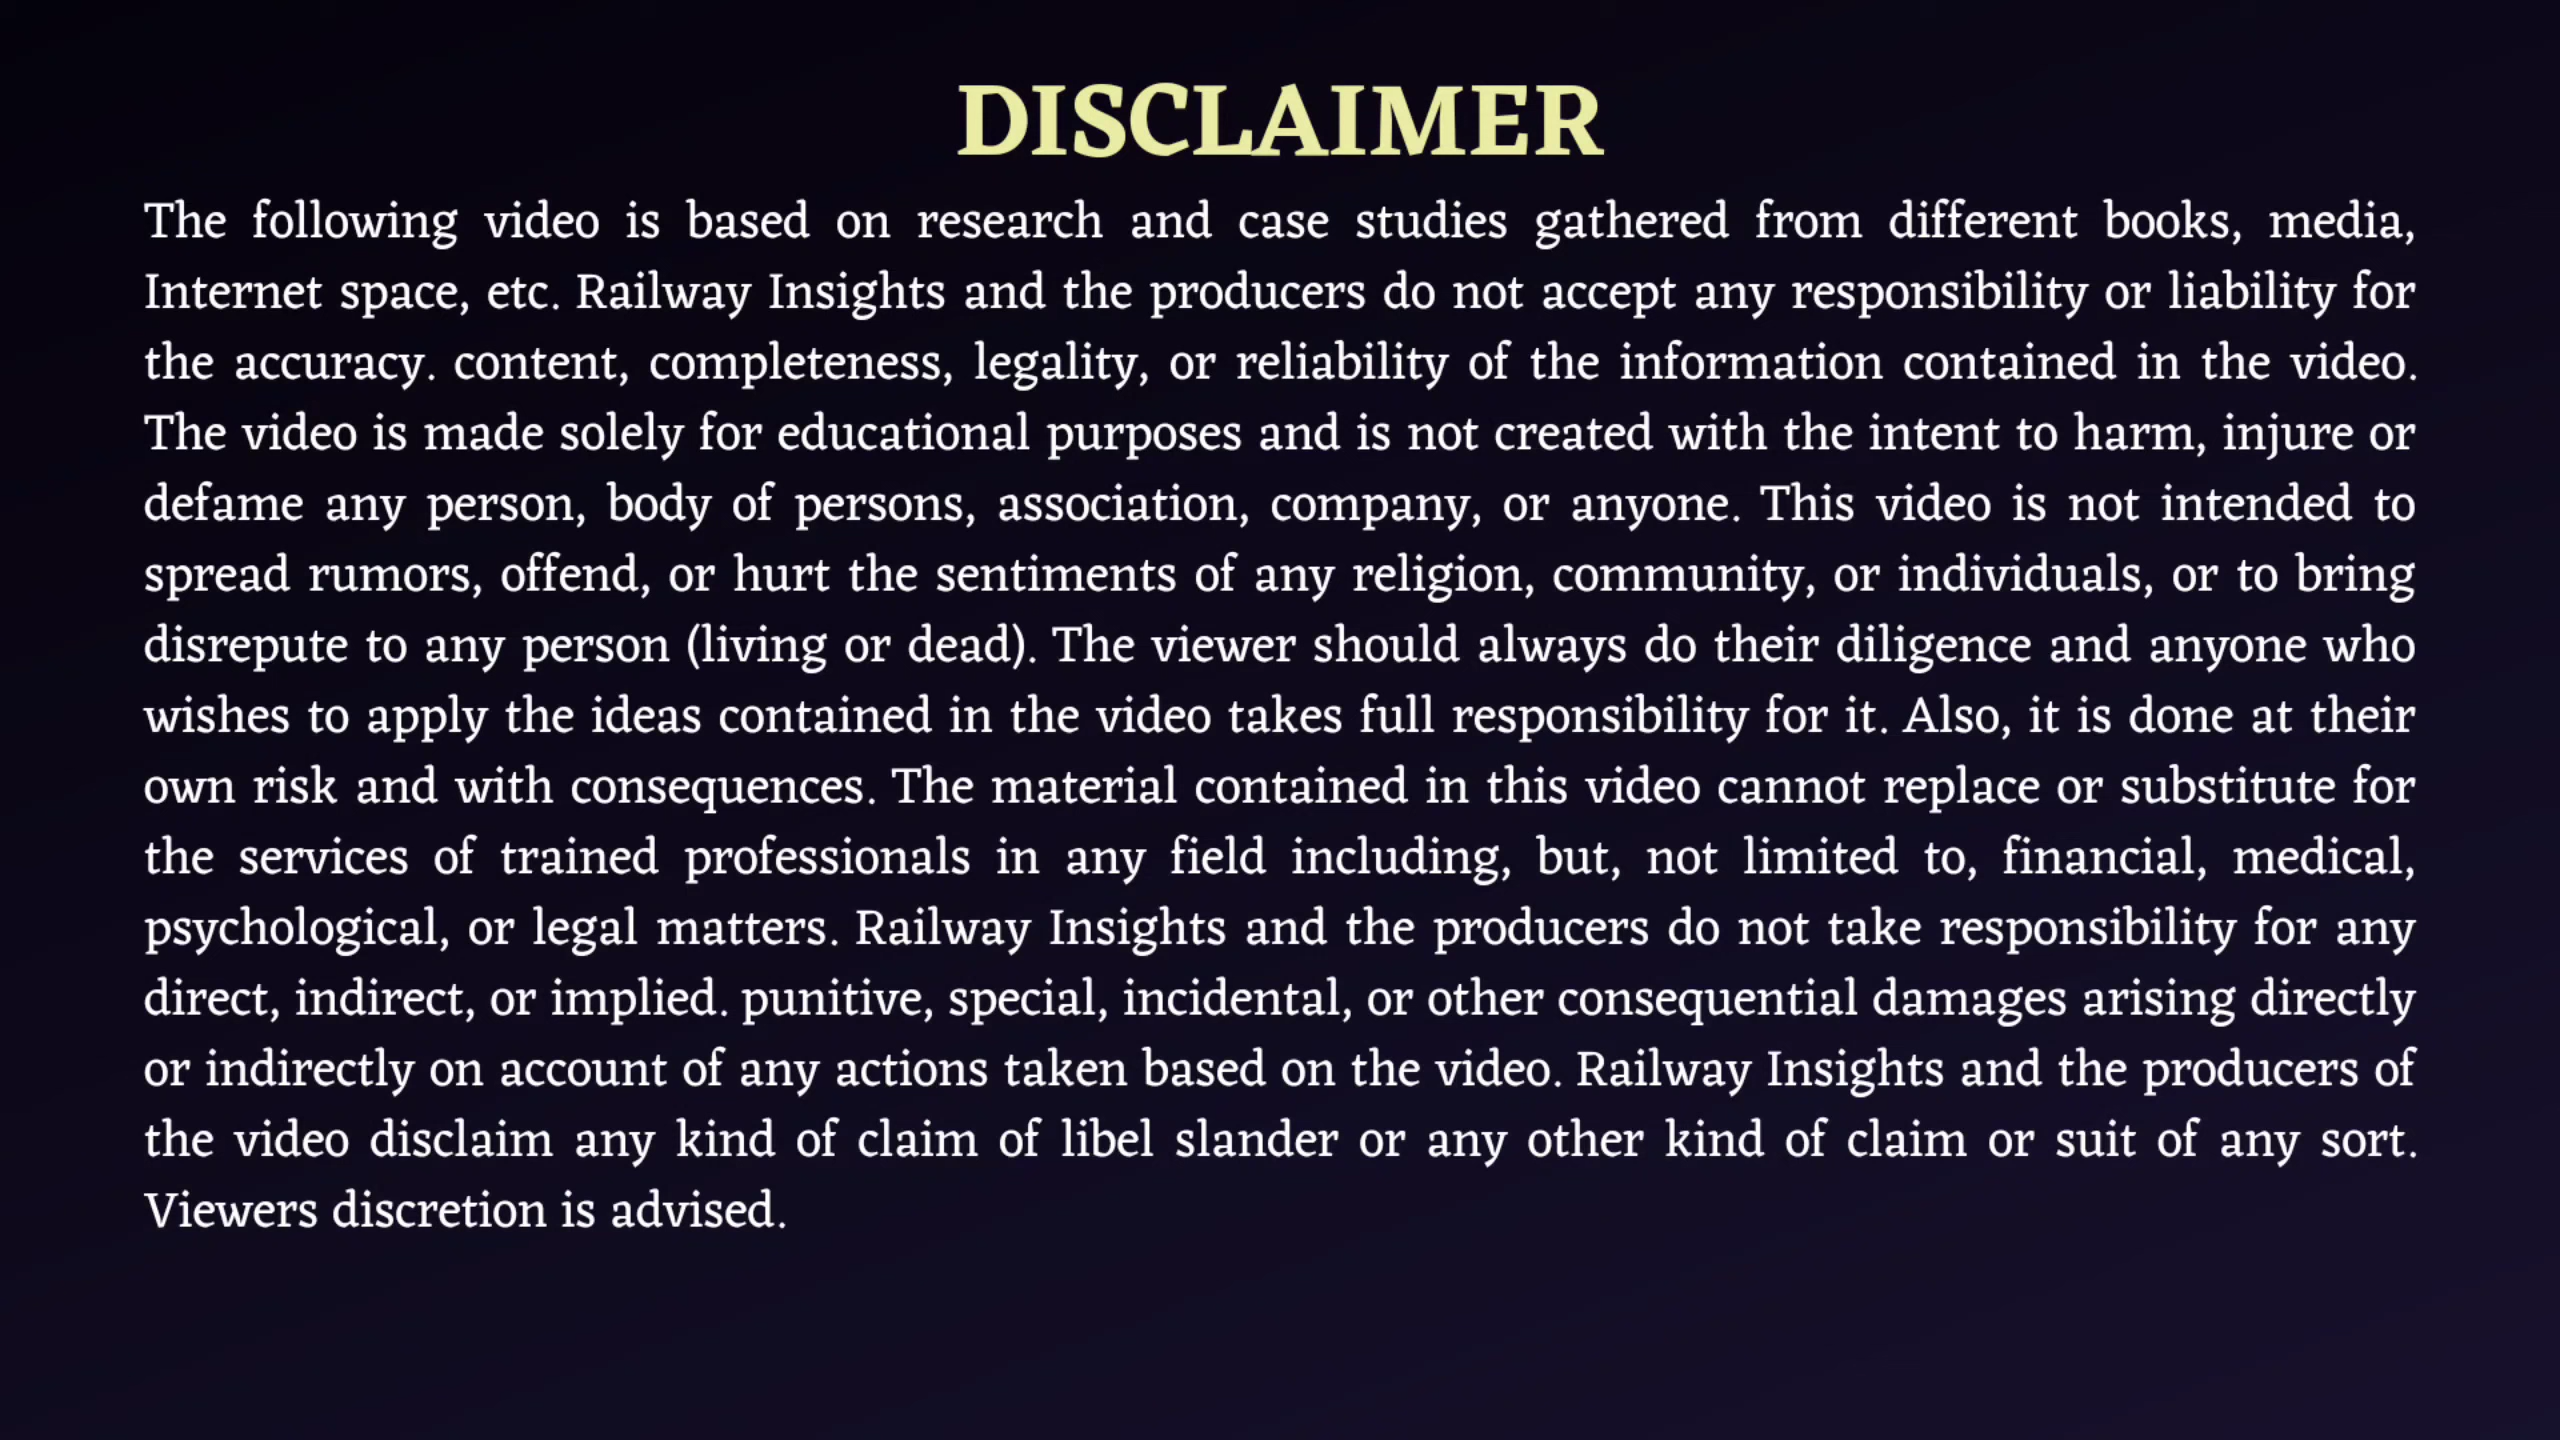 DISCLAIMER
The following video is based on research and case studies gathered from different books, media,
Internet space, etc. Railway Insights and the producers do not accept any responsibility or liability for
the accuracy. content, completeness, legality, or reliability of the information contained in the video.
The video is made solely for educational purposes and is not created with the intent to harm, injure or
defame any person, body of persons, association, company, or anyone. This video is not intended to
spread rumors, offend, or hurt the sentiments of any religion, community, or individuals, or to bring
disrepute to any person (living or dead). The viewer should always do their diligence and anyone who
wishes to apply the ideas contained in the video takes full responsibility for it. Also, it is done at their
own risk and with consequences. The material contained in this video cannot replace or substitute for
the services of trained professionals in any field including, but, not limited to, financial, medical,
psychological, or legal matters. Railway Insights and the producers do not take responsibility for any
direct, indirect, or implied. punitive, special, incidental, or other consequential damages arising directly
or indirectly on account of any actions taken based on the video. Railway Insights and the producers of
the video disclaim any kind of claim of libel slander or any other kind of claim or suit of any sort.
Viewers discretion is advised.